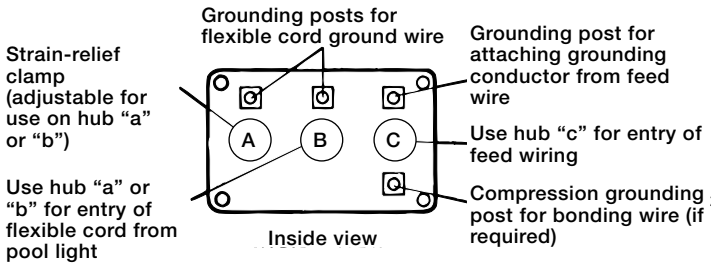 Grounding posts for
flexible cord ground wire
Strain-relief
clamp
(adjustable for
use on hub “a”
or “b”)
Use hub “a” or
“b” for entry of
flexible cord from
pool light
A
B
C
Grounding post for
attaching grounding
conductor from feed
wire
Use hub “c” for entry of
feed wiring
Compression grounding
post for bonding wire (if
required)
Inside view